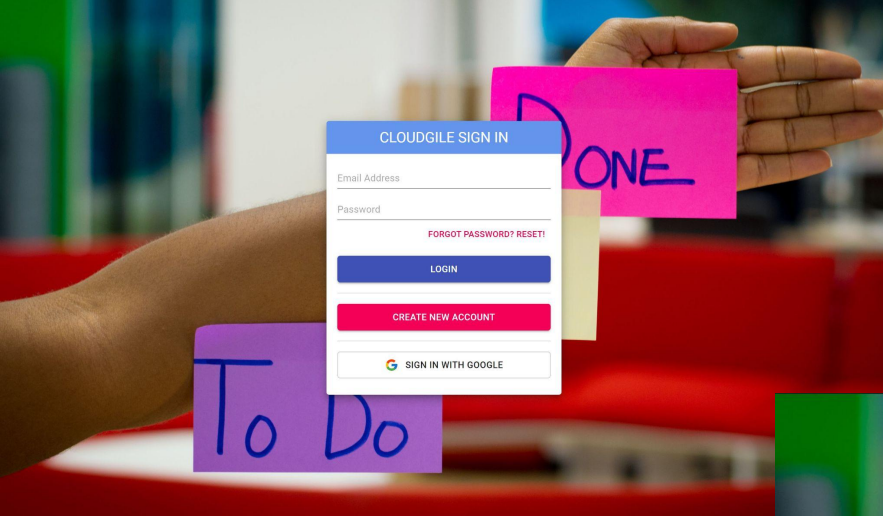 CLOUDGILE SIGN IN
DONE
Email Address
Password
FORGOT PASSWORD? RESET!
LOGIN
CREATE NEW ACCOUNT
SIGN IN WITH GOOGLE
To Do